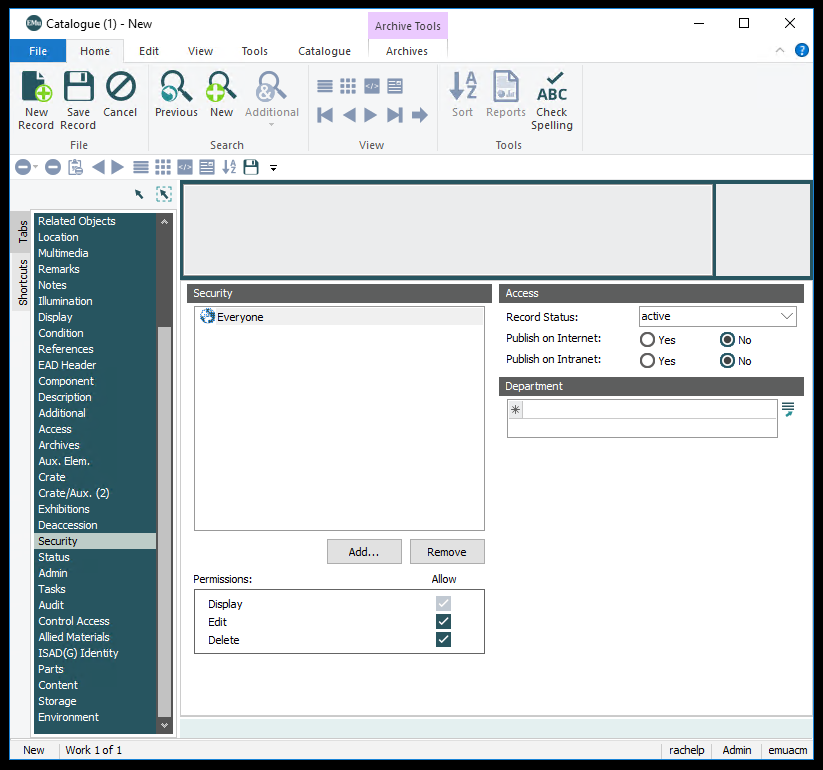 EMu Catalogue (1) - New
Archive Tools
File Home Edit View Tools Catalogue Archives
New Record
Save Record
Cancel
File
Previous
New
Additional
Search
View
Sort
Reports
ABC
Check Spelling
Tools
Tabs
Shortcuts
Related Objects
Location
Multimedia
Remarks
Notes
Illumination
Display
Condition
References
EAD Header
Component
Description
Additional
Access
Archives
Aux. Elem.
Crate
Crate/Aux. (2)
Exhibitions
Deaccession
Security
Status
Admin
Tasks
Audit
Control Access
Allied Materials
ISAD(G) Identity
Parts
Content
Storage
Environment
Security
Everyone
Add...
Remove
Permissions: Allow
Display
Edit
Delete
Access
Record Status: active
Publish on Internet: Yes No
Publish on Intranet: Yes No
Department
New Work 1 of 1 rachelp Admin emuacm